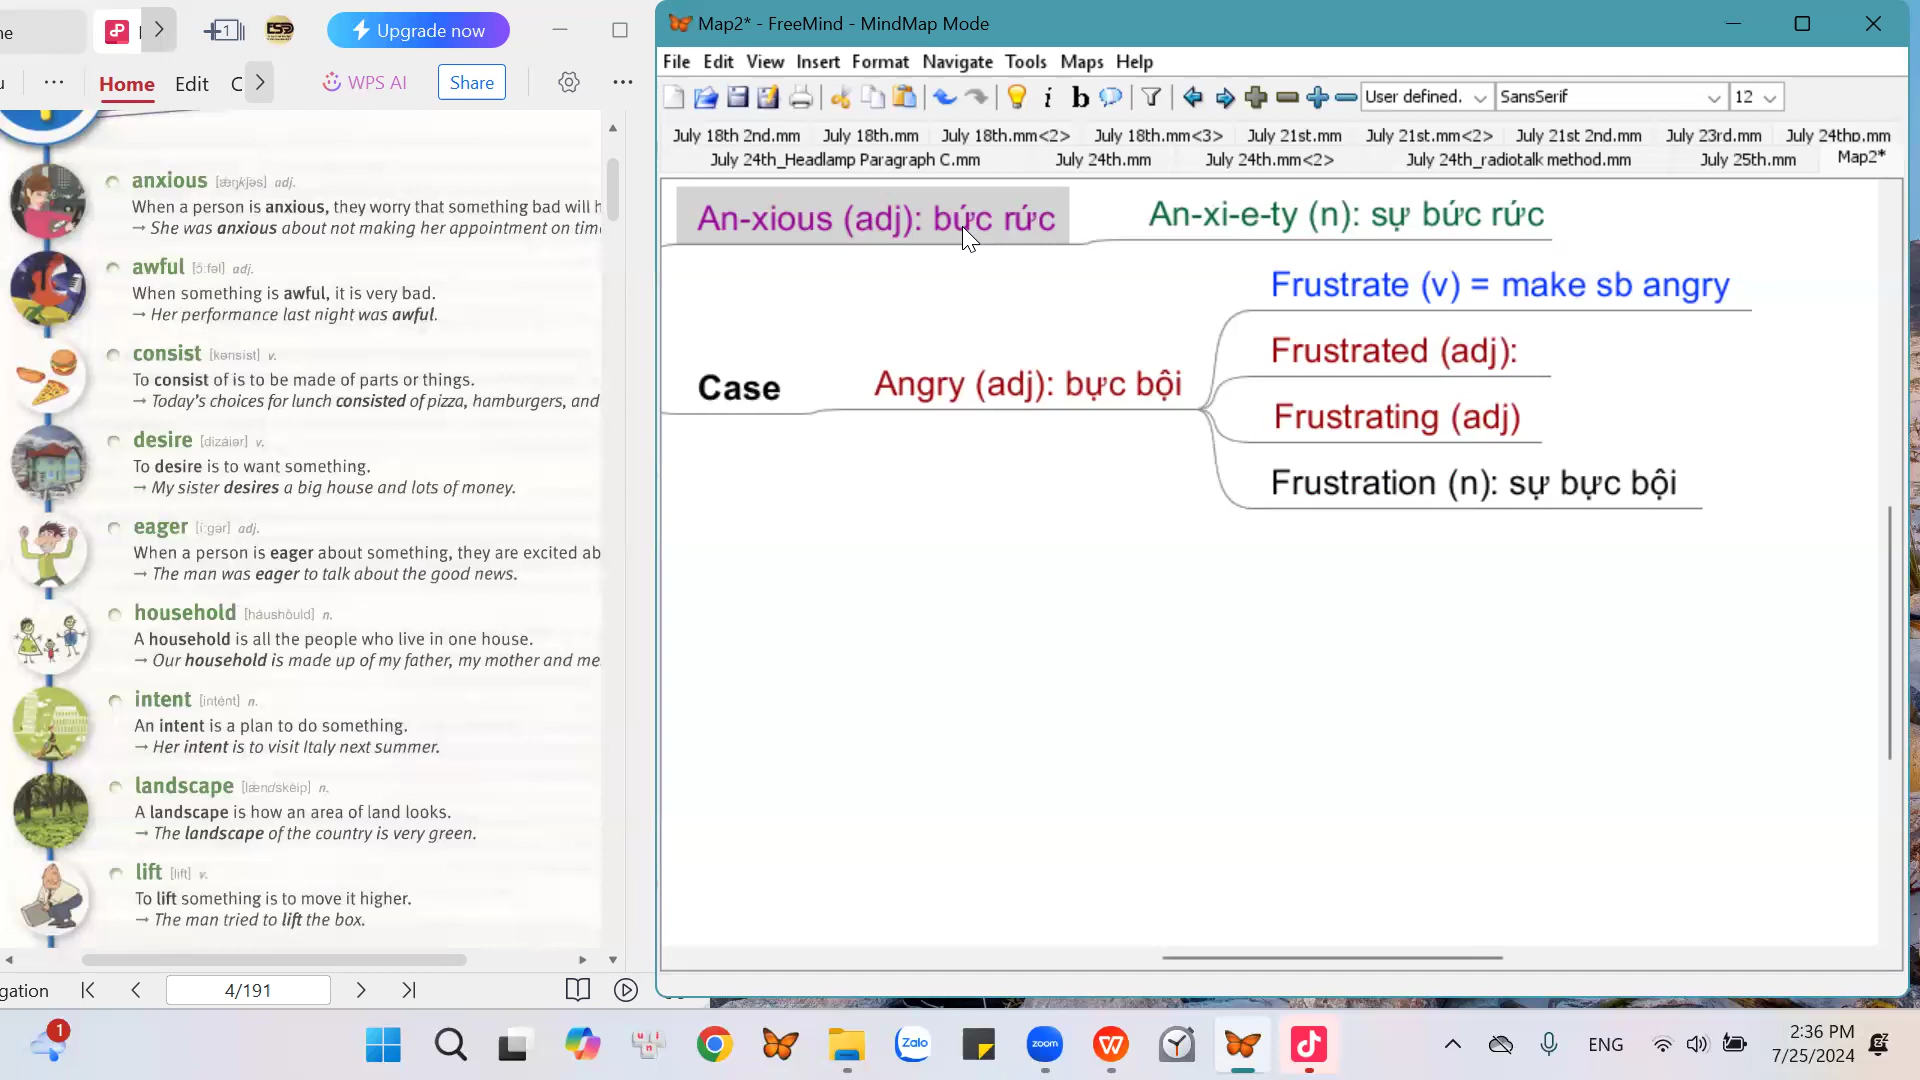 ne
Upgrade now
Home
Edit
C
WPS AI
Share
anxious [æŋkʃəs] adj.
When a person is anxious, they worry that something bad will h
→ She was anxious about not making her appointment on time
awful [ɔ́:fəl] adj.
When something is awful, it is very bad.
→ Her performance last night was awful.
consist [kənsíst] v.
To consist of is to be made of parts or things.
→ Today's choices for lunch consisted of pizza, hamburgers, and
desire [dizáiər] v.
To desire is to want something.
→ My sister desires a big house and lots of money.
eager [í:gər] adj.
When a person is eager about something, they are excited ab
→ The man was eager to talk about the good news.
household [háushòuld] n.
A household is all the people who live in one house.
→ Our household is made up of my father, my mother and me
intent [intént] n.
An intent is a plan to do something.
→ Her intent is to visit Italy next summer.
landscape [lǽndskèip] n.
A landscape is how an area of land looks.
→ The landscape of the country is very green.
lift [lift] v.
To lift something is to move it higher.
→ The man tried to lift the box.
gation
4/191
Map2* - FreeMind - MindMap Mode
File Edit View Insert Format Navigate Tools Maps Help
User defined. SansSerif 12
July 18th 2nd.mm July 18th.mm July 18th.mm<2> July 18th.mm<3> July 21st.mm July 21st.mm<2> July 21st 2nd.mm July 23rd.mm July 24thp.mm
July 24th_Headlamp Paragraph C.mm July 24th.mm July 24th.mm<2> July 24th_radiotalk method.mm July 25th.mm Map2*
An-xious (adj): bức rức
An-xi-e-ty (n): sự bức rức
Frustrate (v) = make sb angry
Frustrated (adj):
Case
Angry (adj): bực bội
Frustrating (adj)
Frustration (n): sự bực bội
1
Zalo
zoom
ENG
2:36 PM
7/25/2024